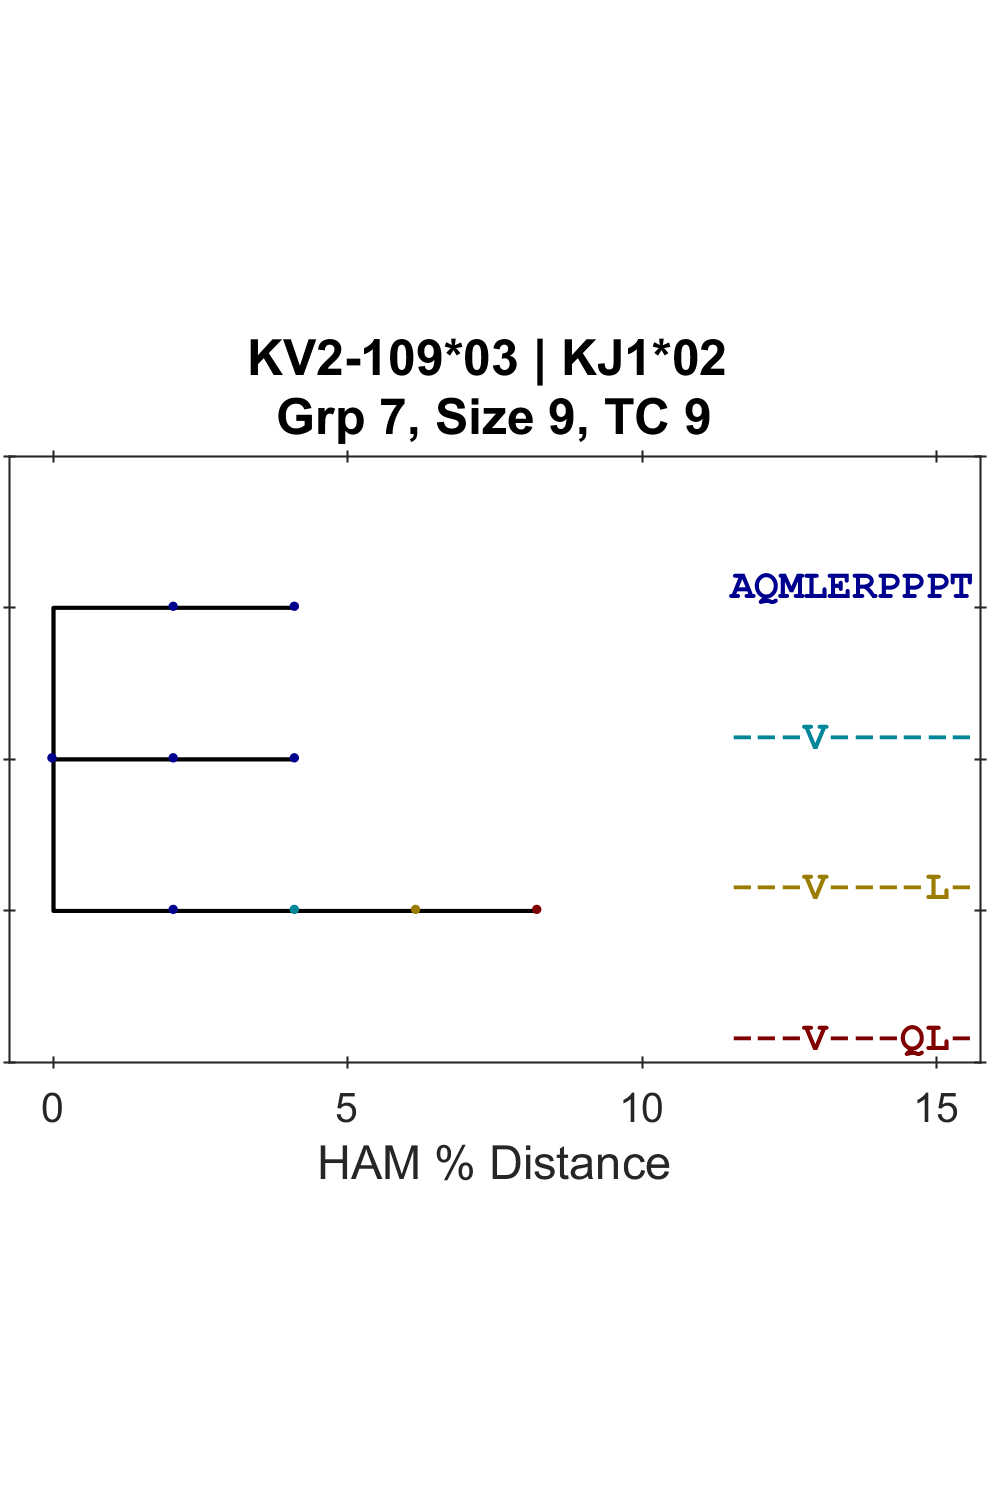 KV2-109*03 | KJ1*02
Grp 7, Size 9, TC 9
AQMLERPPPT
---V------
---V----L-
---V---QL-
0 5 10 15
HAM % Distance